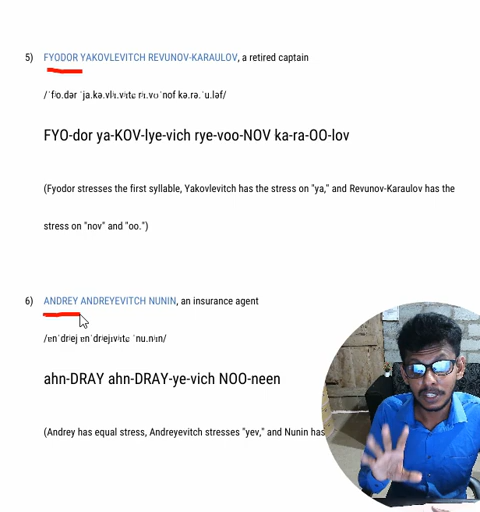 5) FYODOR YAKOVLEVITCH REVUNOV-KARAULOV, a retired captain
FYO-dor ya-KOV-lye-vich rye-voo-NOV ka-ra-OO-lov
(Fyodor stresses the first syllable, Yakovlevitch has the stress on "ya," and Revunov-Karaulov has the
stress on "nov" and "oo.")
6) ANDREY ANDREYEVITCH NUNIN, an insurance agent
ahn-DRAY ahn-DRAY-ye-vich NOO-neen
(Andrey has equal stress, Andreyevitch stresses "yev," and Nunin has